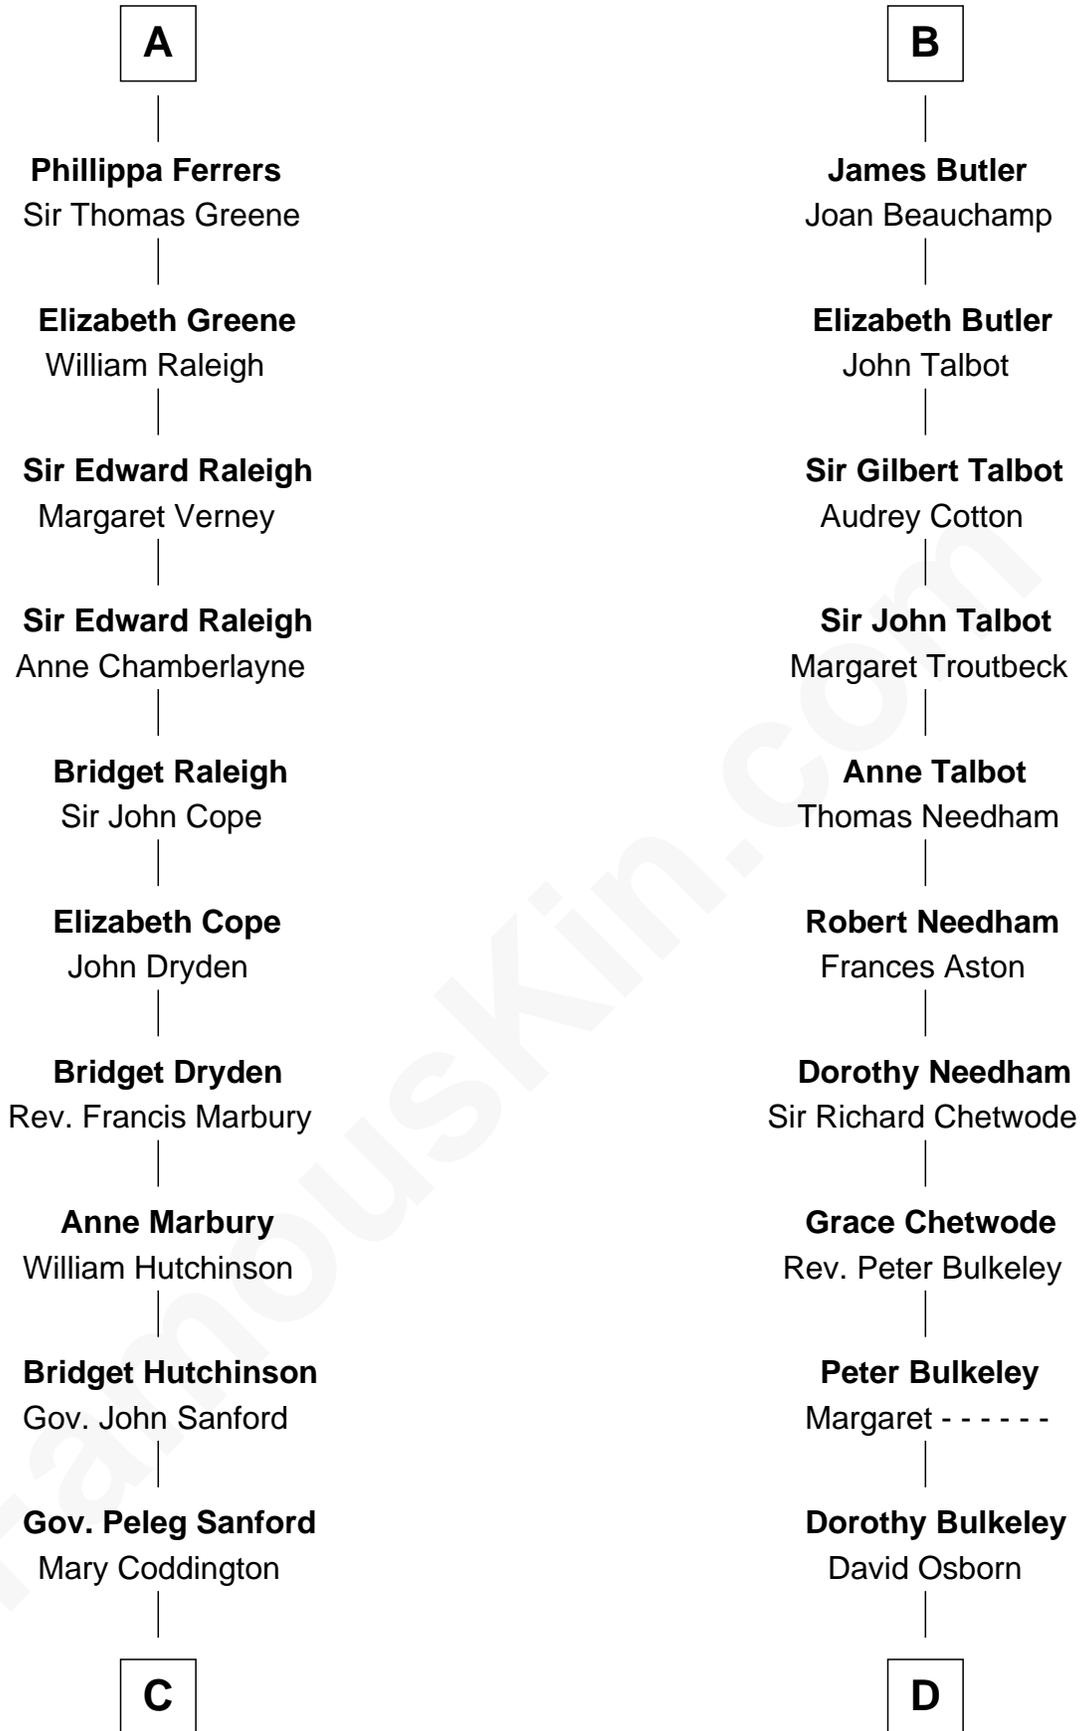 A
Phillippa Ferrers
Sir Thomas Greene
Elizabeth Greene
William Raleigh
Sir Edward Raleigh
Margaret Verney
Sir Edward Raleigh
Anne Chamberlayne
Bridget Raleigh
Sir John Cope
Elizabeth Cope
John Dryden
Bridget Dryden
Rev. Francis Marbury
Anne Marbury
William Hutchinson
Bridget Hutchinson
Gov. John Sanford
Gov. Peleg Sanford
Mary Coddington
C
B
James Butler
Joan Beauchamp
Elizabeth Butler
John Talbot
Sir Gilbert Talbot
Audrey Cotton
Sir John Talbot
Margaret Troutbeck
Anne Talbot
Thomas Needham
Robert Needham
Frances Aston
Dorothy Needham
Sir Richard Chetwode
Grace Chetwode
Rev. Peter Bulkeley
Peter Bulkeley
Margaret - - - - - -
Dorothy Bulkeley
David Osborn
D
FamousKin.com